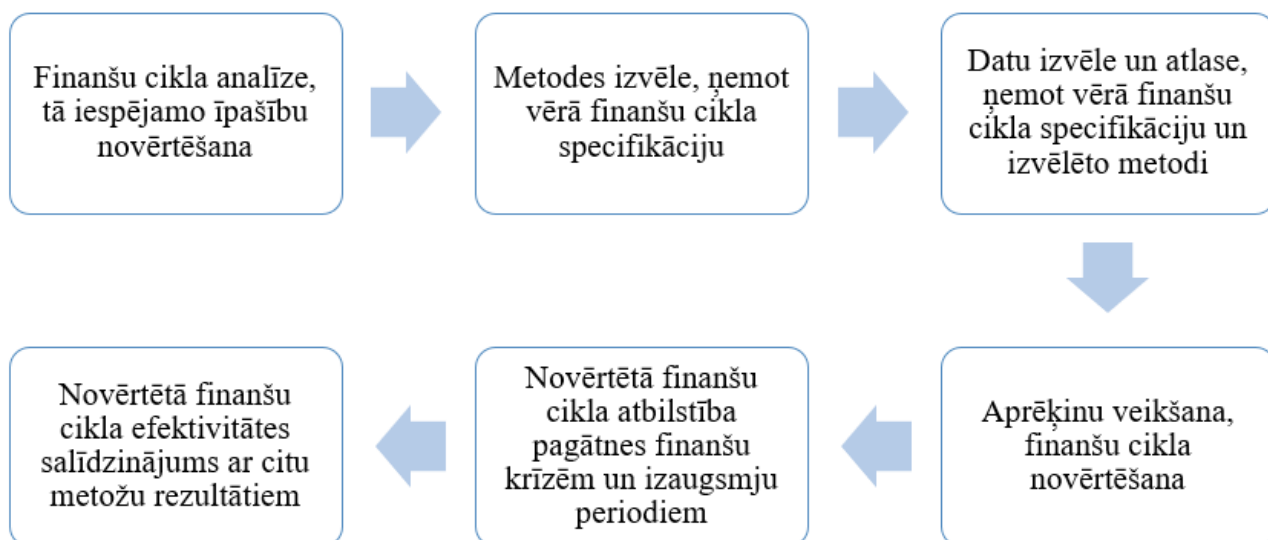 Finanšu cikla analīze,
tā iespējamo īpašību
novērtēšana
Metodes izvēle, ņemot
vērā finanšu cikla
specifikāciju
Datu izvēle un atlase,
ņemot vērā finanšu
cikla specifikāciju un
izvēlēto metodi
Aprēķinu veikšana,
finanšu cikla
novērtēšana
Novērtētā finanšu
cikla atbilstība
pagātnes finanšu
krīzēm un izaugsmju
periodiem
Novērtētā finanšu
cikla efektivitātes
salīdzinājums ar citu
metožu rezultātiem